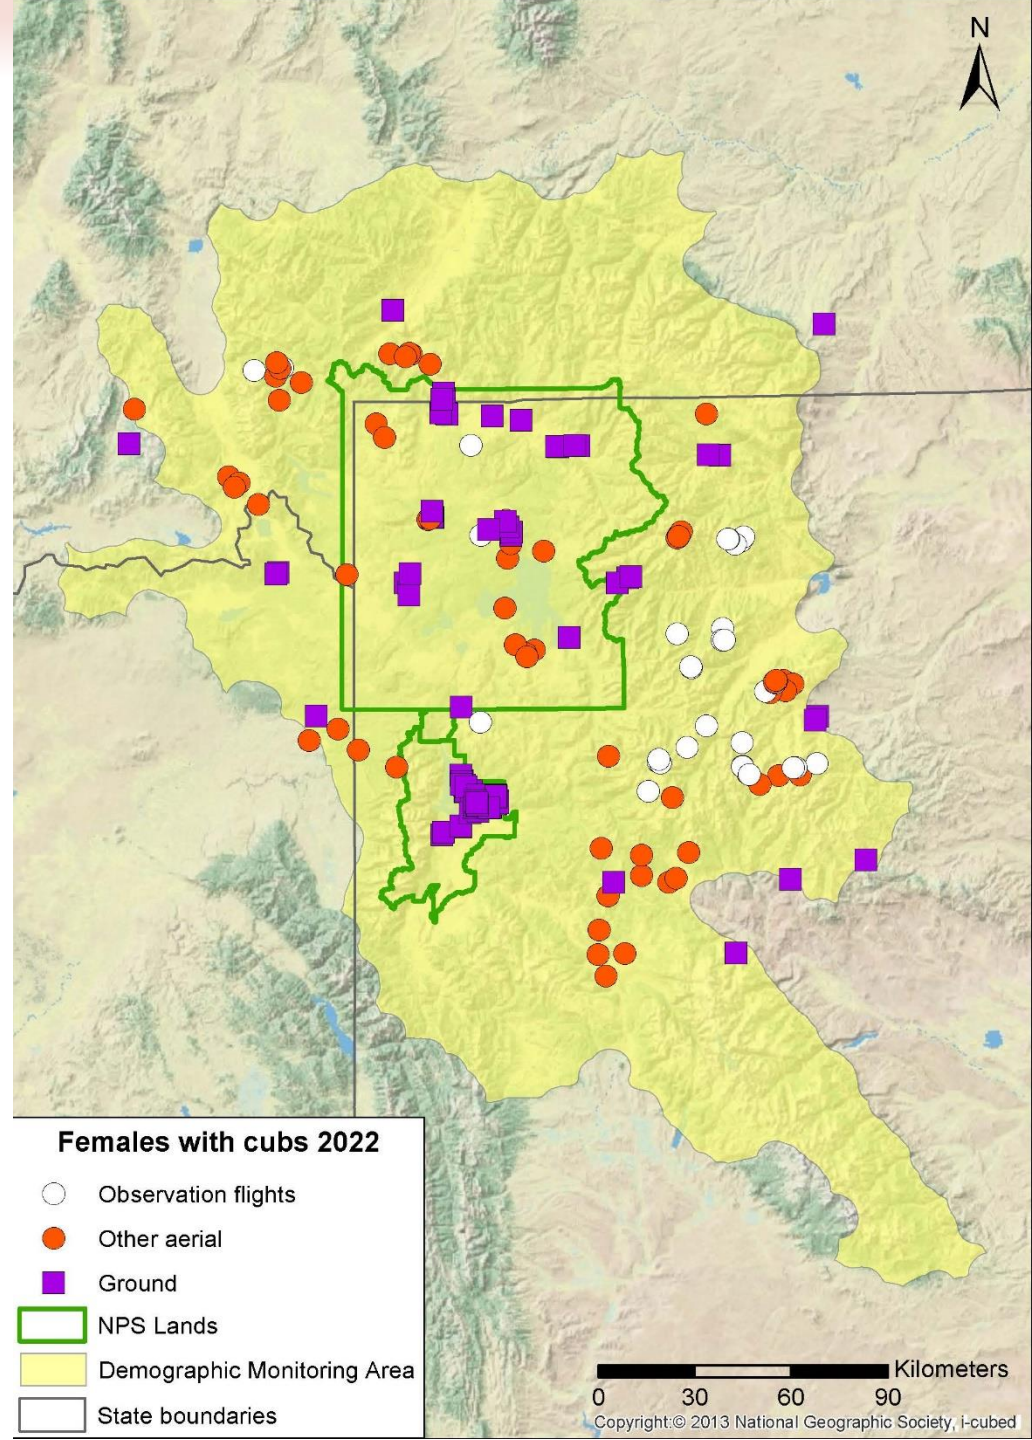 N
Females with cubs 2022
Observation flights
Other aerial
Ground
NPS Lands
Demographic Monitoring Area
State boundaries
Kilometers
0 30 60 90
Copyright:© 2013 National Geographic Society, i-cubed